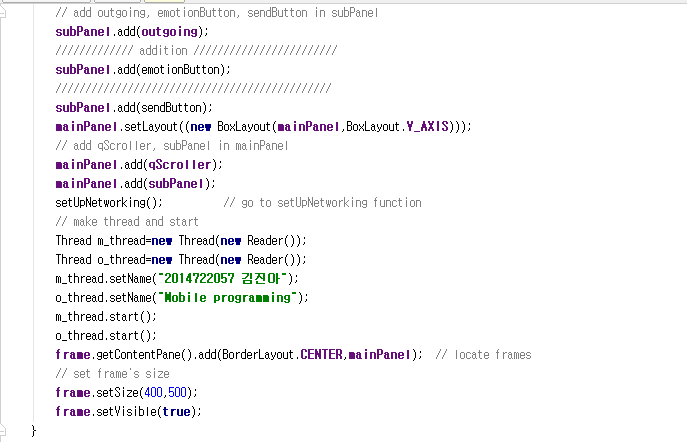 // add outgoing, emotionButton, sendButton in subPanel
subPanel.add(outgoing);
///////////// addition ////////////////////////
subPanel.add(emotionButton);
//////////////////////////////////////////////
subPanel.add(sendButton);
mainPanel.setLayout((new BoxLayout(mainPanel,BoxLayout.Y_AXIS)));
// add qScroller, subPanel in mainPanel
mainPanel.add(qScroller);
mainPanel.add(subPanel);
setUpNetworking();          // go to setUpNetworking function
// make thread and start
Thread m_thread=new Thread(new Reader());
Thread o_thread=new Thread(new Reader());
m_thread.setName("2014722057 김진아");
o_thread.setName("Mobile programming");
m_thread.start();
o_thread.start();
frame.getContentPane().add(BorderLayout.CENTER,mainPanel);  // locate frames
// set frame's size
frame.setSize(400,500);
frame.setVisible(true);
}